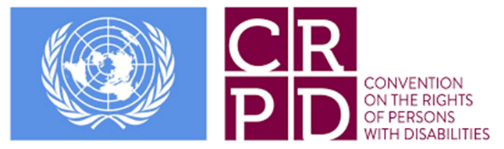 CR
PD
CONVENTION
ON THE RIGHTS
OF PERSONS
WITH DISABILITIES